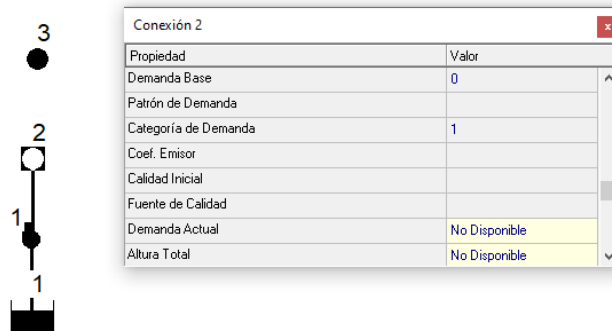 3
2
1
1
Conexión 2
x
Propiedad Valor
Demanda Base 0
Patrón de Demanda
Categoría de Demanda 1
Coef. Emisor
Calidad Inicial
Fuente de Calidad
Demanda Actual No Disponible
Altura Total No Disponible